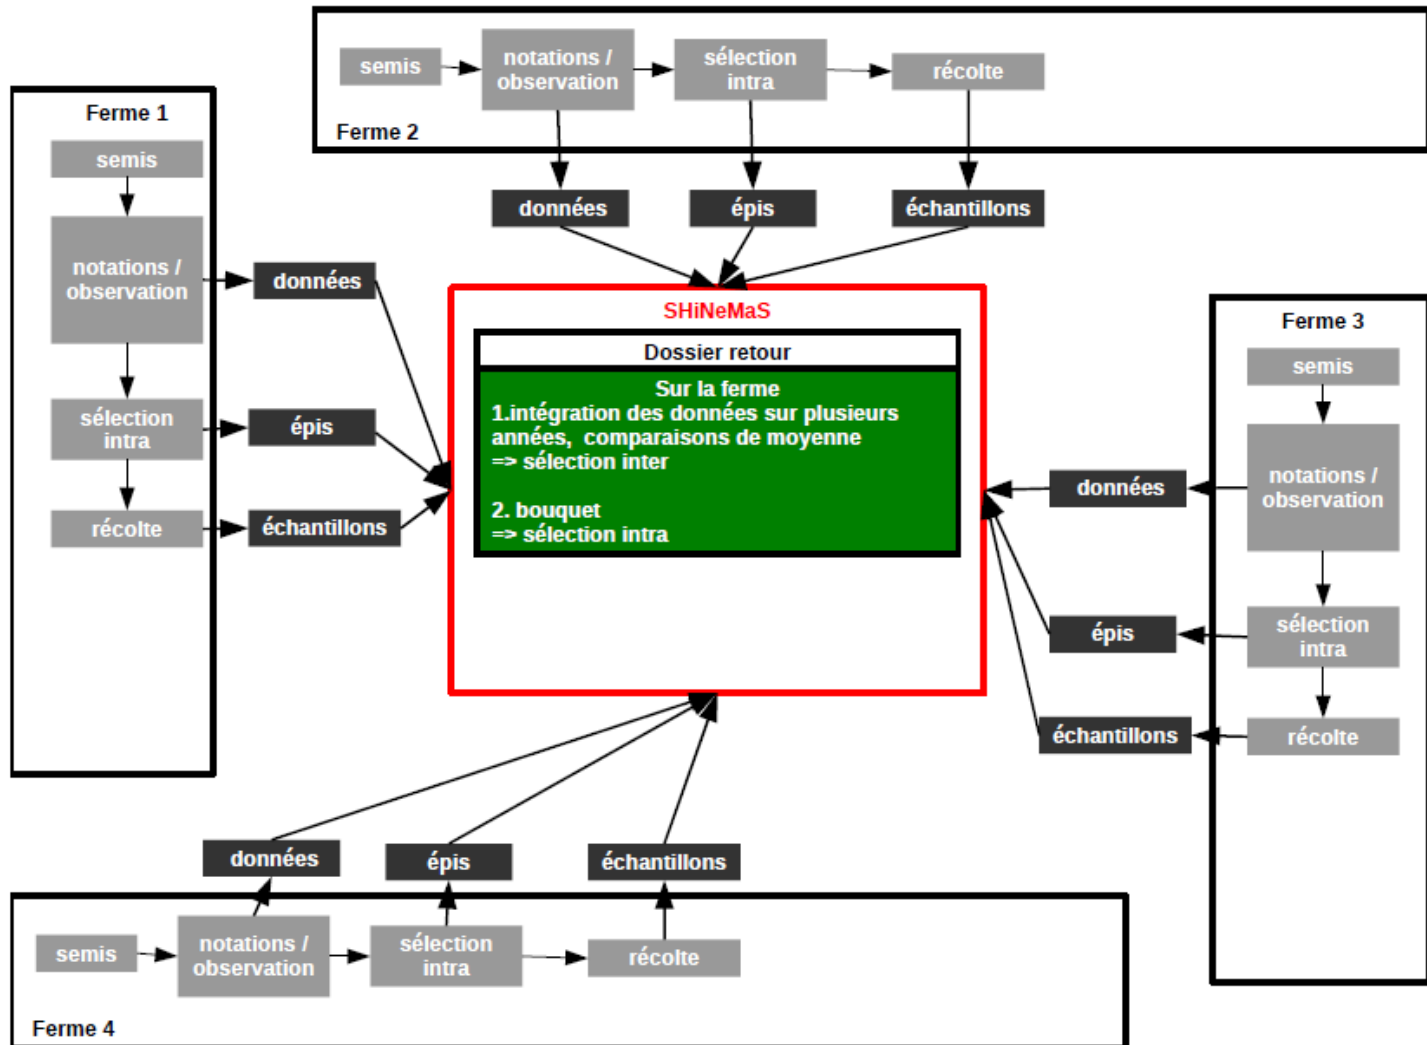 semis
notations /
observation
sélection
intra
récolte
Ferme 2
données
épis
échantillons
Ferme 1
semis
notations /
observation
données
sélection
intra
épis
récolte
échantillons
SHiNeMaS
Dossier retour
Sur la ferme
1.intégration des données sur plusieurs
années, comparaisons de moyenne
=> sélection inter
2. bouquet
=> sélection intra
Ferme 3
semis
notations /
observation
données
sélection
intra
épis
récolte
échantillons
données
épis
échantillons
semis
notations /
observation
sélection
intra
récolte
Ferme 4